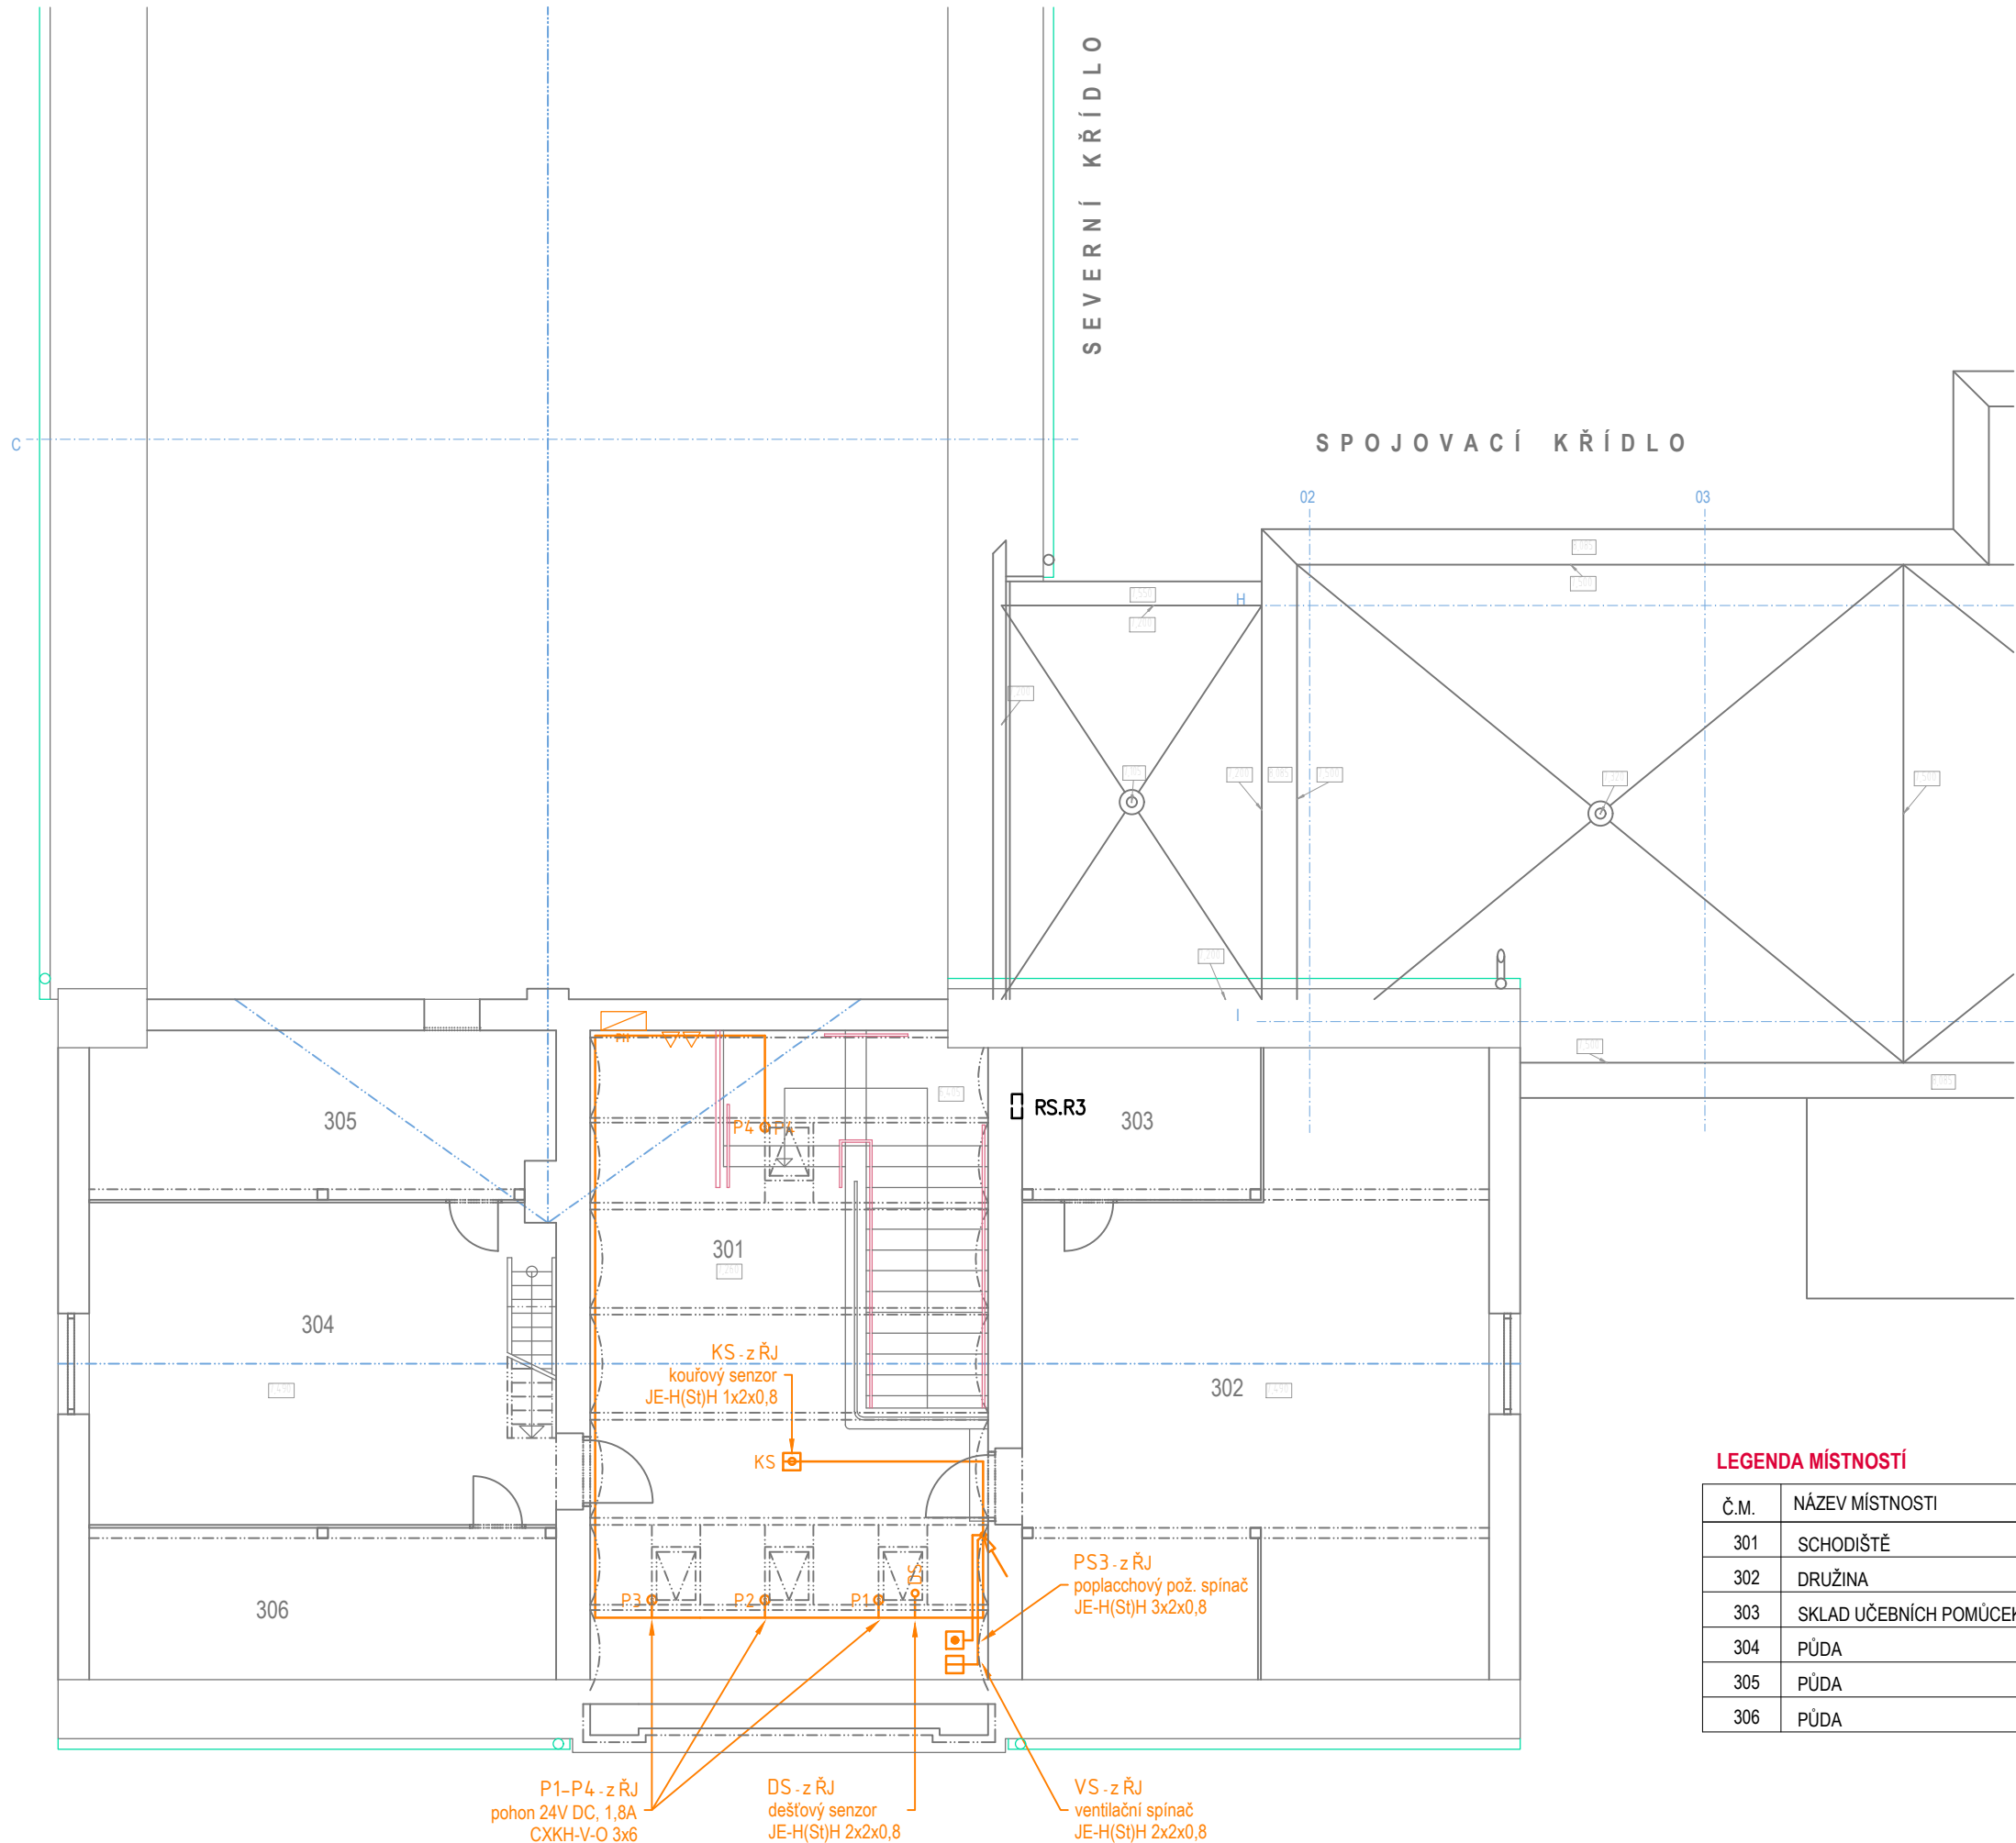 SEVERNÍ KŘÍDLO
SPOJOVACÍ KŘÍDLO
C
02
03
H
I
305
RS.R3
303
P4
P4
301
304
302
KS - z ŘJ
kouřový senzor
JE-H(St)H 1x2x0,8
KS
306
P3
P2
P1
DS
PS3 - z ŘJ
poplacchový pož. spínač
JE-H(St)H 3x2x0,8
P1-P4 - z ŘJ
pohon 24V DC, 1,8A
CXKH-V-O 3x6
DS - z ŘJ
dešťový senzor
JE-H(St)H 2x2x0,8
VS - z ŘJ
ventilační spínač
JE-H(St)H 2x2x0,8
LEGENDA MÍSTNOSTÍ
Č.M. NÁZEV MÍSTNOSTI
301 SCHODIŠTĚ
302 DRUŽINA
303 SKLAD UČEBNÍCH POMŮCEK
304 PŮDA
305 PŮDA
306 PŮDA